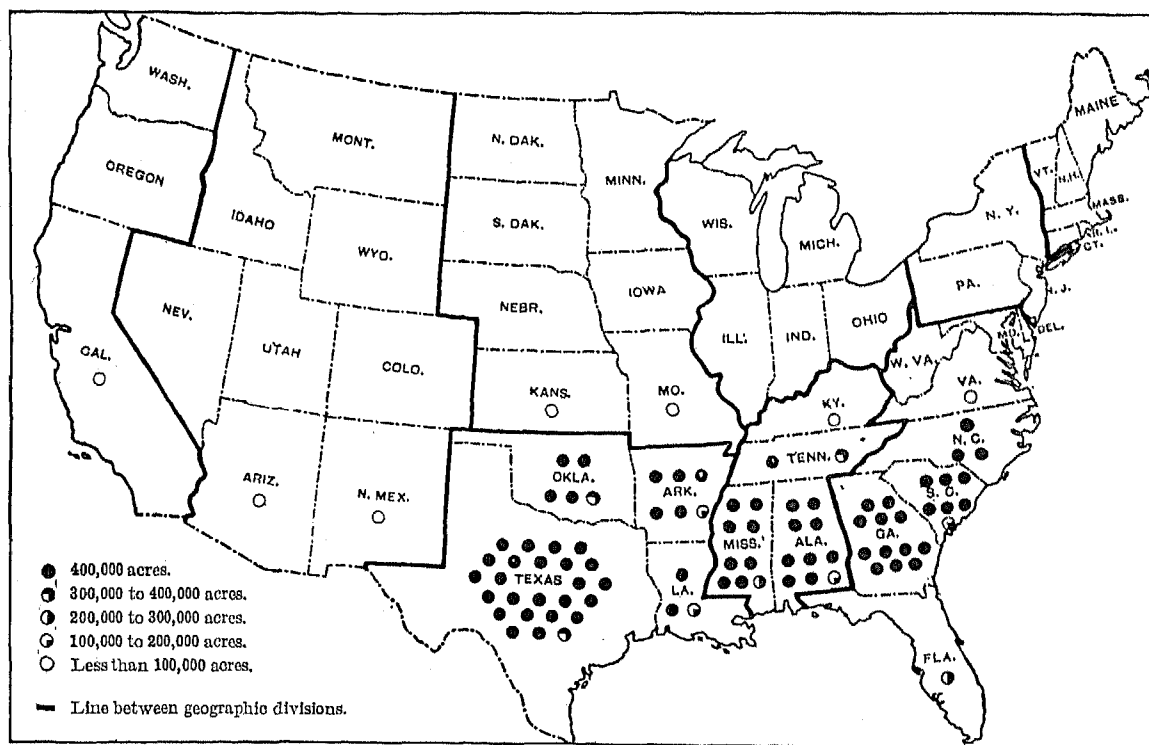 WASH.
MONT.
N. DAK.
MINN.
MAINE
OREGON
IDAHO
S. DAK.
WIS.
MICH.
VT.
N.H.
N. Y.
MASS.
R. I.
CT.
WYO.
NEBR.
IOWA
PA.
N. J.
NEV.
UTAH
COLO.
ILL.
IND.
OHIO
MD.
DEL.
W. VA.
CAL.
KANS.
MO.
KY.
VA.
ARIZ.
N. MEX.
OKLA.
ARK.
TENN.
N. C.
S. C.
MISS.
ALA.
GA.
TEXAS
LA.
FLA.
400,000 acres.
300,000 to 400,000 acres.
200,000 to 300,000 acres.
100,000 to 200,000 acres.
Less than 100,000 acres.
Line between geographic divisions.